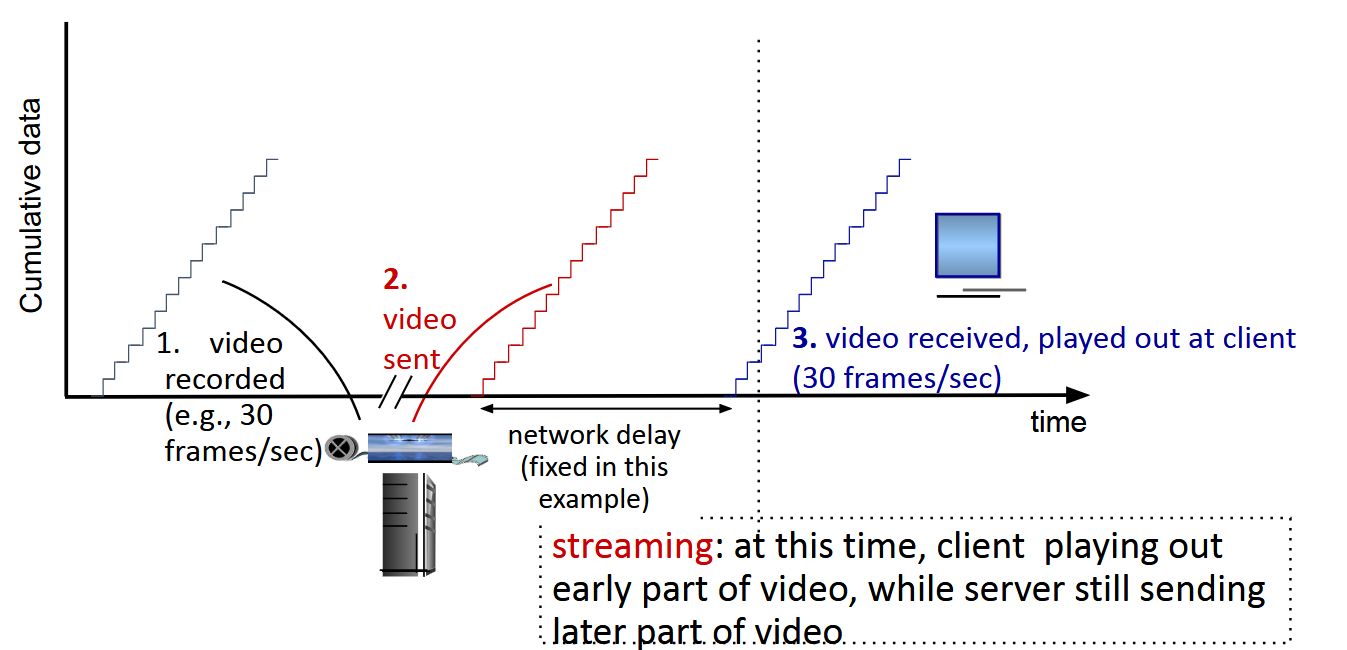 Cumulative data
1. video
recorded
(e.g., 30
frames/sec)
2.
video
sent
3. video received, played out at client
(30 frames/sec)
time
network delay
(fixed in this
example)
streaming: at this time, client playing out
early part of video, while server still sending
later part of video